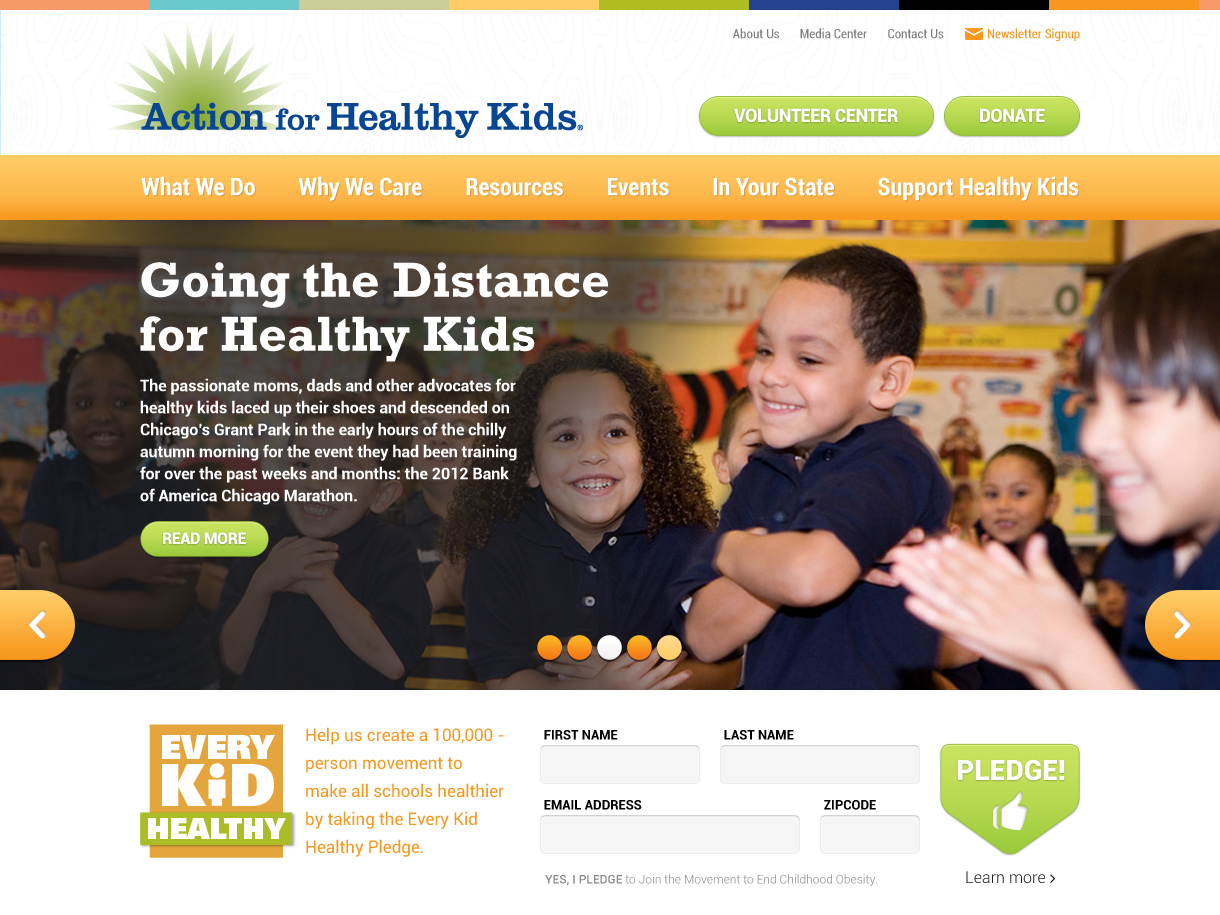 About Us Media Center Contact Us Newsletter Signup
Action for Healthy Kids®
VOLUNTEER CENTER DONATE
What We Do Why We Care Resources Events In Your State Support Healthy Kids
Going the Distance
for Healthy Kids
The passionate moms, dads and other advocates for
healthy kids laced up their shoes and descended on
Chicago's Grant Park in the early hours of the chilly
autumn morning for the event they had been training
for over the past weeks and months: the 2012 Bank
of America Chicago Marathon.
READ MORE
EVERY
KiD
HEALTHY
Help us create a 100,000 -
person movement to
make all schools healthier
by taking the Every Kid
Healthy Pledge.
FIRST NAME LAST NAME
EMAIL ADDRESS ZIPCODE
YES, I PLEDGE to Join the Movement to End Childhood Obesity.
PLEDGE!
Learn more >